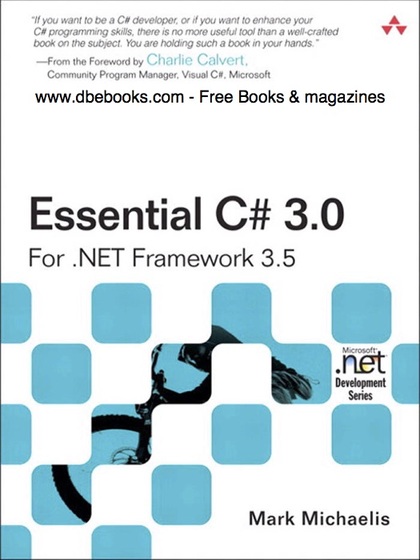 "If you want to be a C# developer, or if you want to enhance your
C# programming skills, there is no more useful tool than a well-crafted
book on the subject. You are holding such a book in your hands."
—From the Foreword by Charlie Calvert,
Community Program Manager, Visual C#, Microsoft
www.dbebooks.com - Free Books & magazines
Essential C# 3.0
For .NET Framework 3.5
Microsoft
.net
Development
Series
Mark Michaelis